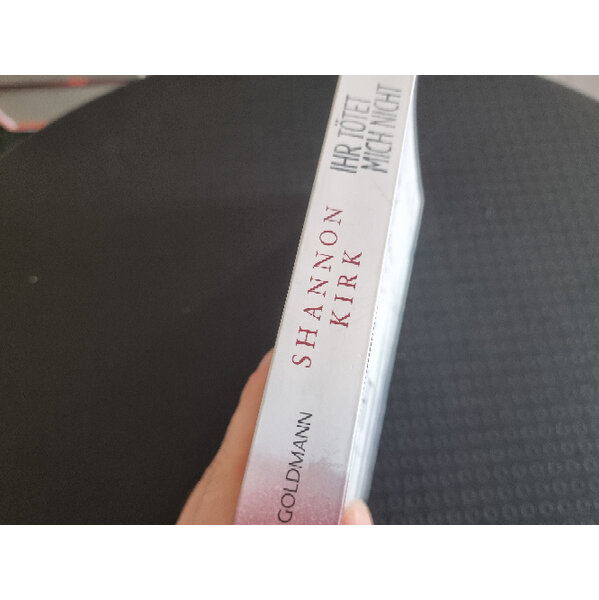 GOLDMANN
SHANNON
KIRK
IHR TÖTET
MICH NICHT